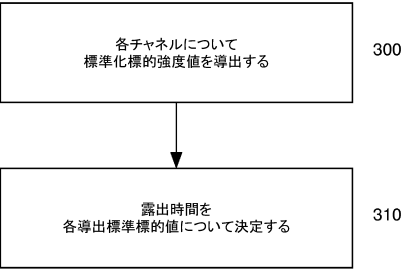 各チャネルについて
標準化標的強度値を導出する
300
露出時間を
各導出標準標的値について決定する
310